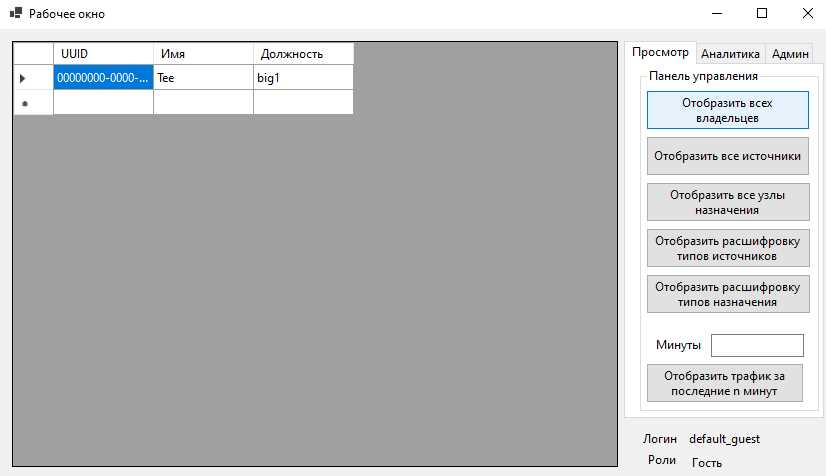 Рабочее окно
UUID Имя Должность
00000000-0000-... Tee big1
Просмотр Аналитика Админ
Панель управления
Отобразить всех
владельцев
Отобразить все источники
Отобразить все узлы
назначения
Отобразить расшифровку
типов источников
Отобразить расшифровку
типов назначения
Минуты
Отобразить трафик за
последние n минут
Логин default_guest
Роли Гость